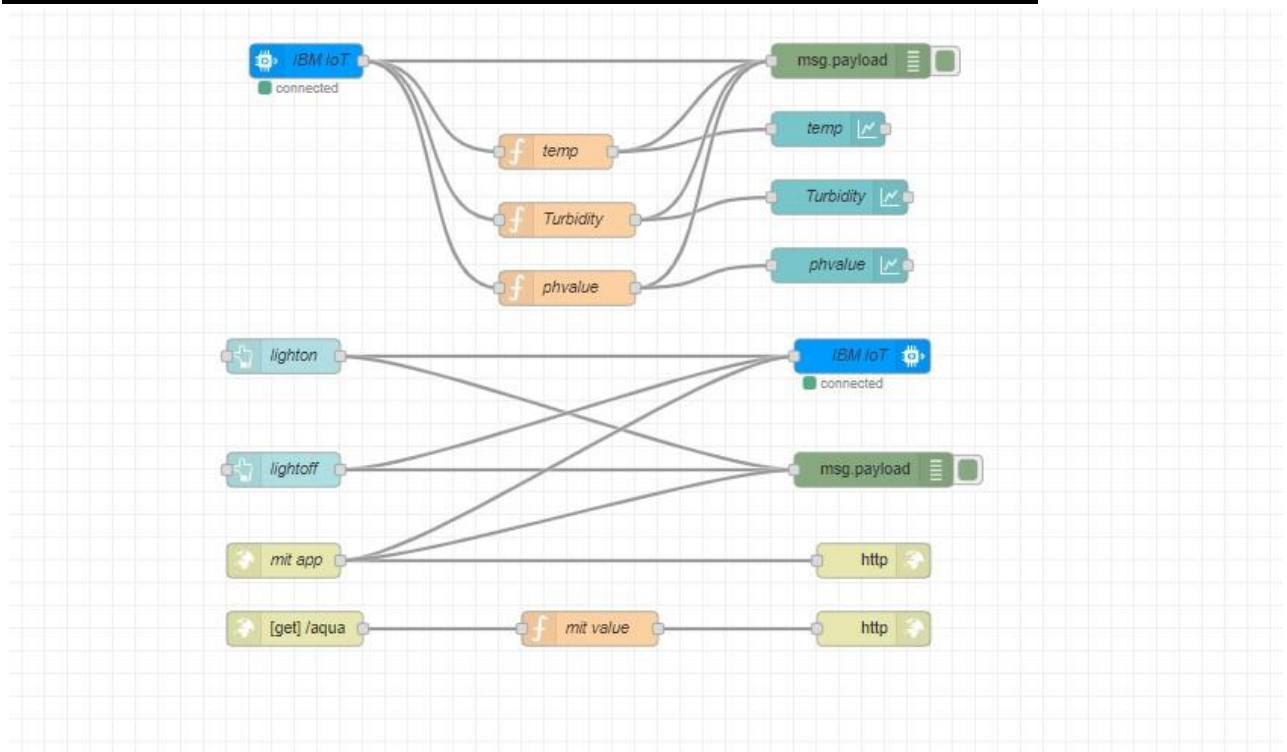 IBM IoT
msg.payload
connected
temp
temp
Turbidity
Turbidity
phvalue
phvalue
lighton
IBM IoT
connected
lightoff
msg.payload
mit app
http
[get] /aqua
mit value
http